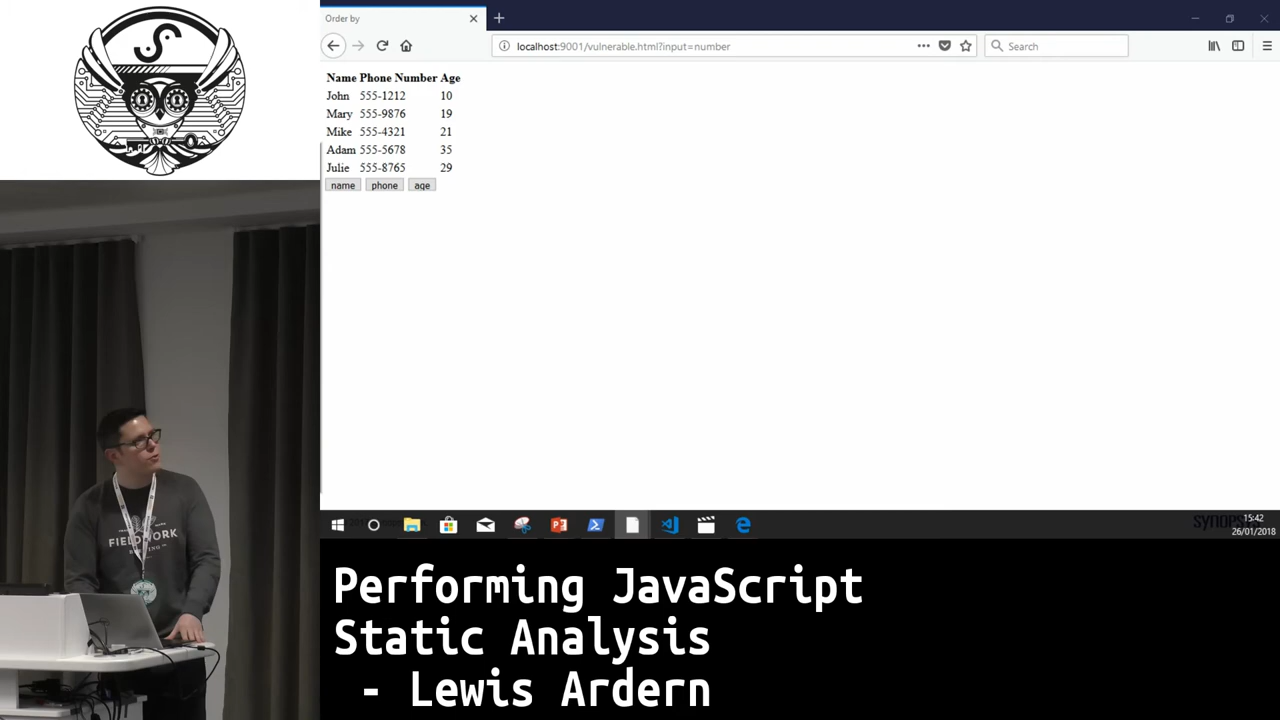 Order by
localhost:9001/vulnerable.html?input=number
Search
Name Phone Number Age
John 555-1212 10
Mary 555-9876 19
Mike 555-4321 21
Adam 555-5678 35
Julie 555-8765 29
name phone age
15:42
26/01/2018
FIELDWORK
Performing JavaScript
Static Analysis
- Lewis Ardern